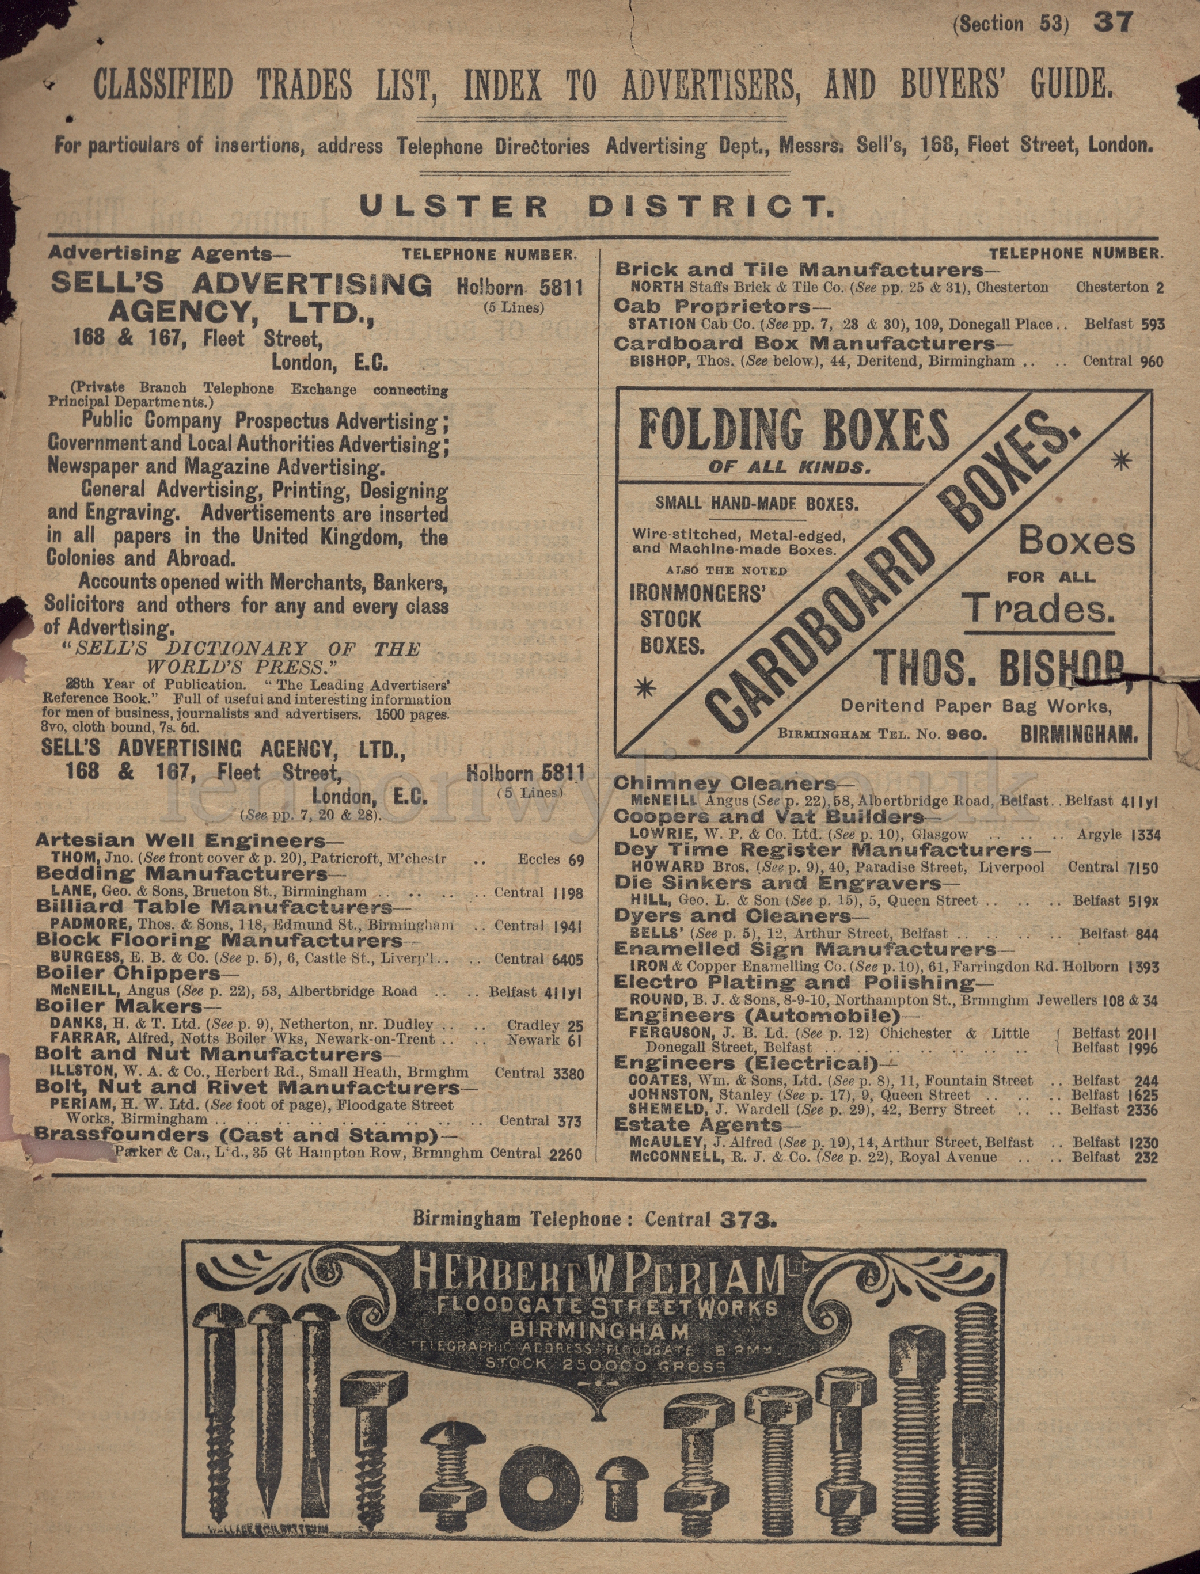 (Section 53) 37
CLASSIFIED TRADES LIST, INDEX TO ADVERTISERS, AND BUYERS' GUIDE.
For particulars of insertions, address Telephone Directories Advertising Dept., Messrs. Sell's, 168, Fleet Street, London.
ULSTER DISTRICT.
Advertising Agents— TELEPHONE NUMBER.
SELL'S ADVERTISING Holborn 5811
AGENCY, LTD., (5 Lines)
168 & 167, Fleet Street,
London, E.C.
(Private Branch Telephone Exchange connecting
Principal Departments.)
Public Company Prospectus Advertising;
Government and Local Authorities Advertising;
Newspaper and Magazine Advertising.
General Advertising, Printing, Designing
and Engraving. Advertisements are inserted
in all papers in the United Kingdom, the
Colonies and Abroad.
Accounts opened with Merchants, Bankers,
Solicitors and others for any and every class
of Advertising.
"SELL'S DICTIONARY OF THE
WORLD'S PRESS."
28th Year of Publication. "The Leading Advertisers'
Reference Book." Full of useful and interesting information
for men of business, journalists and advertisers. 1500 pages.
8vo, cloth bound, 7s. 6d.
SELL'S ADVERTISING AGENCY, LTD.,
168 & 167, Fleet Street, Holborn 5811
London, E.C. (5 Lines)
(See pp. 7, 20 & 28).
Artesian Well Engineers—
THOM, Jno. (See front cover & p. 20), Patricroft, M'chestr .. Eccles 69
Bedding Manufacturers—
LANE, Geo. & Sons, Brueton St., Birmingham .. .. .. Central 1198
Billiard Table Manufacturers—
PADMORE, Thos. & Sons, 118, Edmund St., Birmingham .. Central 1941
Block Flooring Manufacturers—
BURGESS, E. B. & Co. (See p. 5), 6, Castle St., Liverp'l.. .. Central 6405
Boiler Chippers—
McNEILL, Angus (See p. 22), 53, Albertbridge Road .. .. Belfast 411y1
Boiler Makers—
DANKS, H. & T. Ltd. (See p. 9), Netherton, nr. Dudley .. .. Cradley 25
FARRAR, Alfred, Notts Boiler Wks, Newark-on-Trent .. .. Newark 61
Bolt and Nut Manufacturers—
ILLSTON, W. A. & Co., Herbert Rd., Small Heath, Brmghm Central 3380
Bolt, Nut and Rivet Manufacturers—
PERIAM, H. W. Ltd. (See foot of page), Floodgate Street
Works, Birmingham .. .. .. .. .. .. .. Central 373
Brassfounders (Cast and Stamp)—
Parker & Co., Ltd., 35 Gt Hampton Row, Brmnghm Central 2260
TELEPHONE NUMBER.
Brick and Tile Manufacturers—
NORTH Staffs Brick & Tile Co. (See pp. 25 & 31), Chesterton Chesterton 2
Cab Proprietors—
STATION Cab Co. (See pp. 7, 23 & 30), 109, Donegall Place.. Belfast 593
Cardboard Box Manufacturers—
BISHOP, Thos. (See below.), 44, Deritend, Birmingham .. .. Central 960
FOLDING BOXES
OF ALL KINDS.
SMALL HAND-MADE BOXES.
Wire-stitched, Metal-edged,
and Machine-made Boxes.
ALSO THE NOTED
IRONMONGERS'
STOCK
BOXES.
CARDBOARD BOXES.
Boxes
FOR ALL
Trades.
THOS. BISHOP,
Deritend Paper Bag Works,
BIRMINGHAM TEL. NO. 960. BIRMINGHAM.
Chimney Cleaners—
McNEILL Angus (See p. 22), 58, Albertbridge Road, Belfast.. Belfast 411y1
Coopers and Vat Builders—
LOWRIE, W. P. & Co. Ltd. (See p. 10), Glasgow .. .. .. Argyle 1334
Dey Time Register Manufacturers—
HOWARD Bros. (See p. 9), 40, Paradise Street, Liverpool Central 7150
Die Sinkers and Engravers—
HILL, Geo. L. & Son (See p. 15), 5, Queen Street .. .. .. Belfast 519x
Dyers and Cleaners—
BELLS' (See p. 5), 12, Arthur Street, Belfast .. .. .. .. Belfast 844
Enamelled Sign Manufacturers—
IRON & Copper Enamelling Co. (See p. 10), 61, Farringdon Rd. Holborn 1393
Electro Plating and Polishing—
ROUND, B. J. & Sons, 8-9-10, Northampton St., Brmnghm Jewellers 108 & 34
Engineers (Automobile)—
FERGUSON, J. B. Ld. (See p. 12) Chichester & Little { Belfast 2011
Donegall Street, Belfast .. .. .. .. .. .. { Belfast 1996
Engineers (Electrical)—
COATES, Wm. & Sons, Ltd. (See p. 8), 11, Fountain Street .. Belfast 244
JOHNSTON, Stanley (See p. 17), 9, Queen Street .. .. .. Belfast 1625
SHEMELD, J. Wardell (See p. 29), 42, Berry Street .. .. Belfast 2336
Estate Agents—
McAULEY, J. Alfred (See p. 19), 14, Arthur Street, Belfast .. Belfast 1230
McCONNELL, R. J. & Co. (See p. 22), Royal Avenue .. .. Belfast 232
Birmingham Telephone: Central 373.
HERBERT W PERIAM LTD
FLOODGATE STREET WORKS
BIRMINGHAM
TELEGRAPHIC ADDRESS, FLOODGATE, B'RMM.
STOCK 250000 GROSS